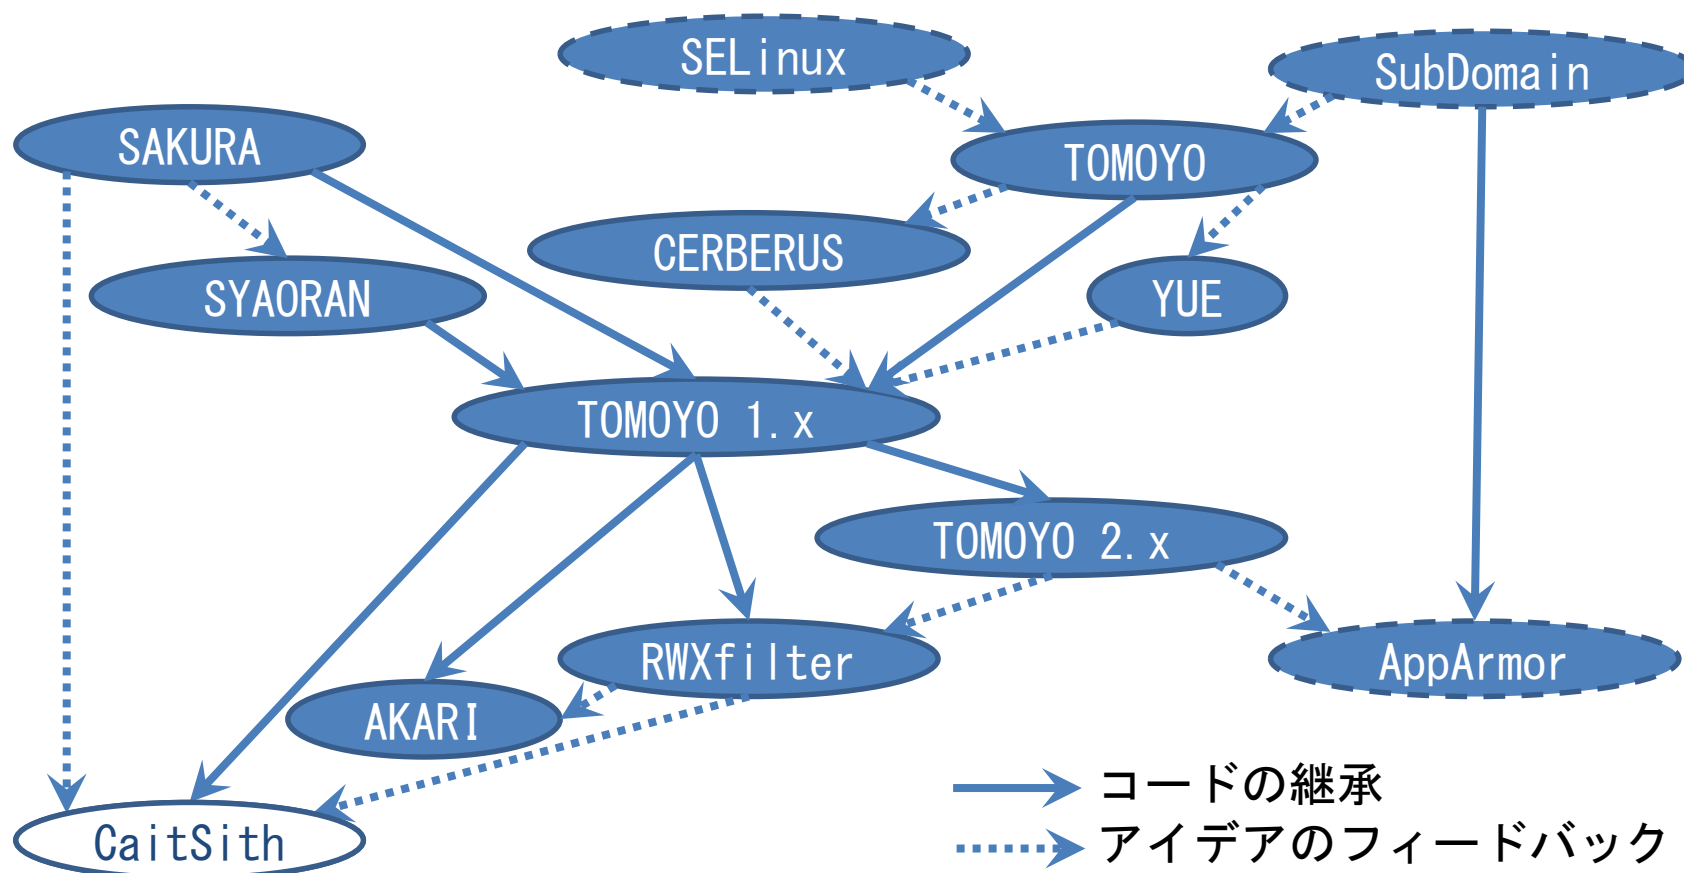 SELinux
SubDomain
SAKURA
TOMOYO
CERBERUS
SYAORAN
YUE
TOMOYO 1.x
TOMOYO 2.x
RWXfilter
AppArmor
AKARI
コードの継承
CaitSith
アイデアのフィードバック